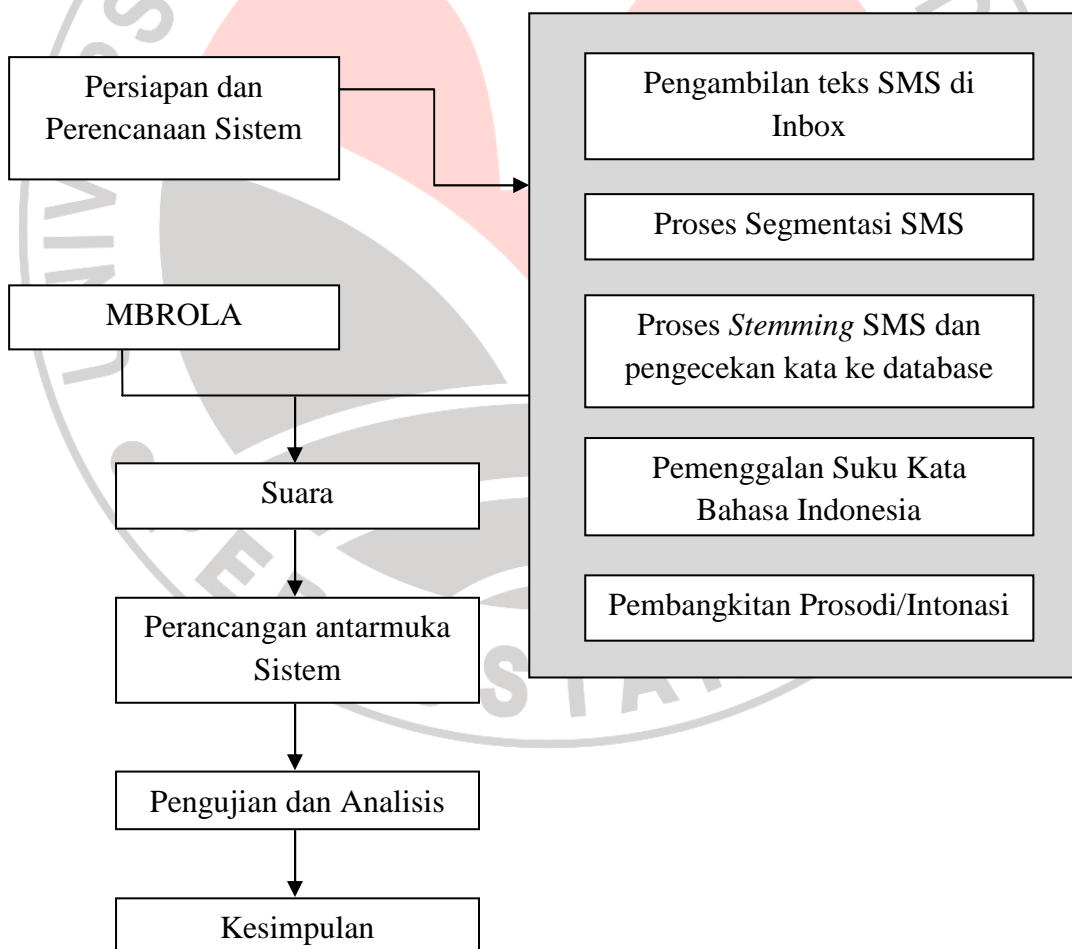 Persiapan dan
Perencanaan Sistem
Pengambilan teks SMS di
Inbox
Proses Segmentasi SMS
MBROLA
Proses Stemming SMS dan
pengecekan kata ke database
Pemenggalan Suku Kata
Bahasa Indonesia
Pembangkitan Prosodi/Intonasi
Suara
Perancangan antarmuka
Sistem
Pengujian dan Analisis
Kesimpulan